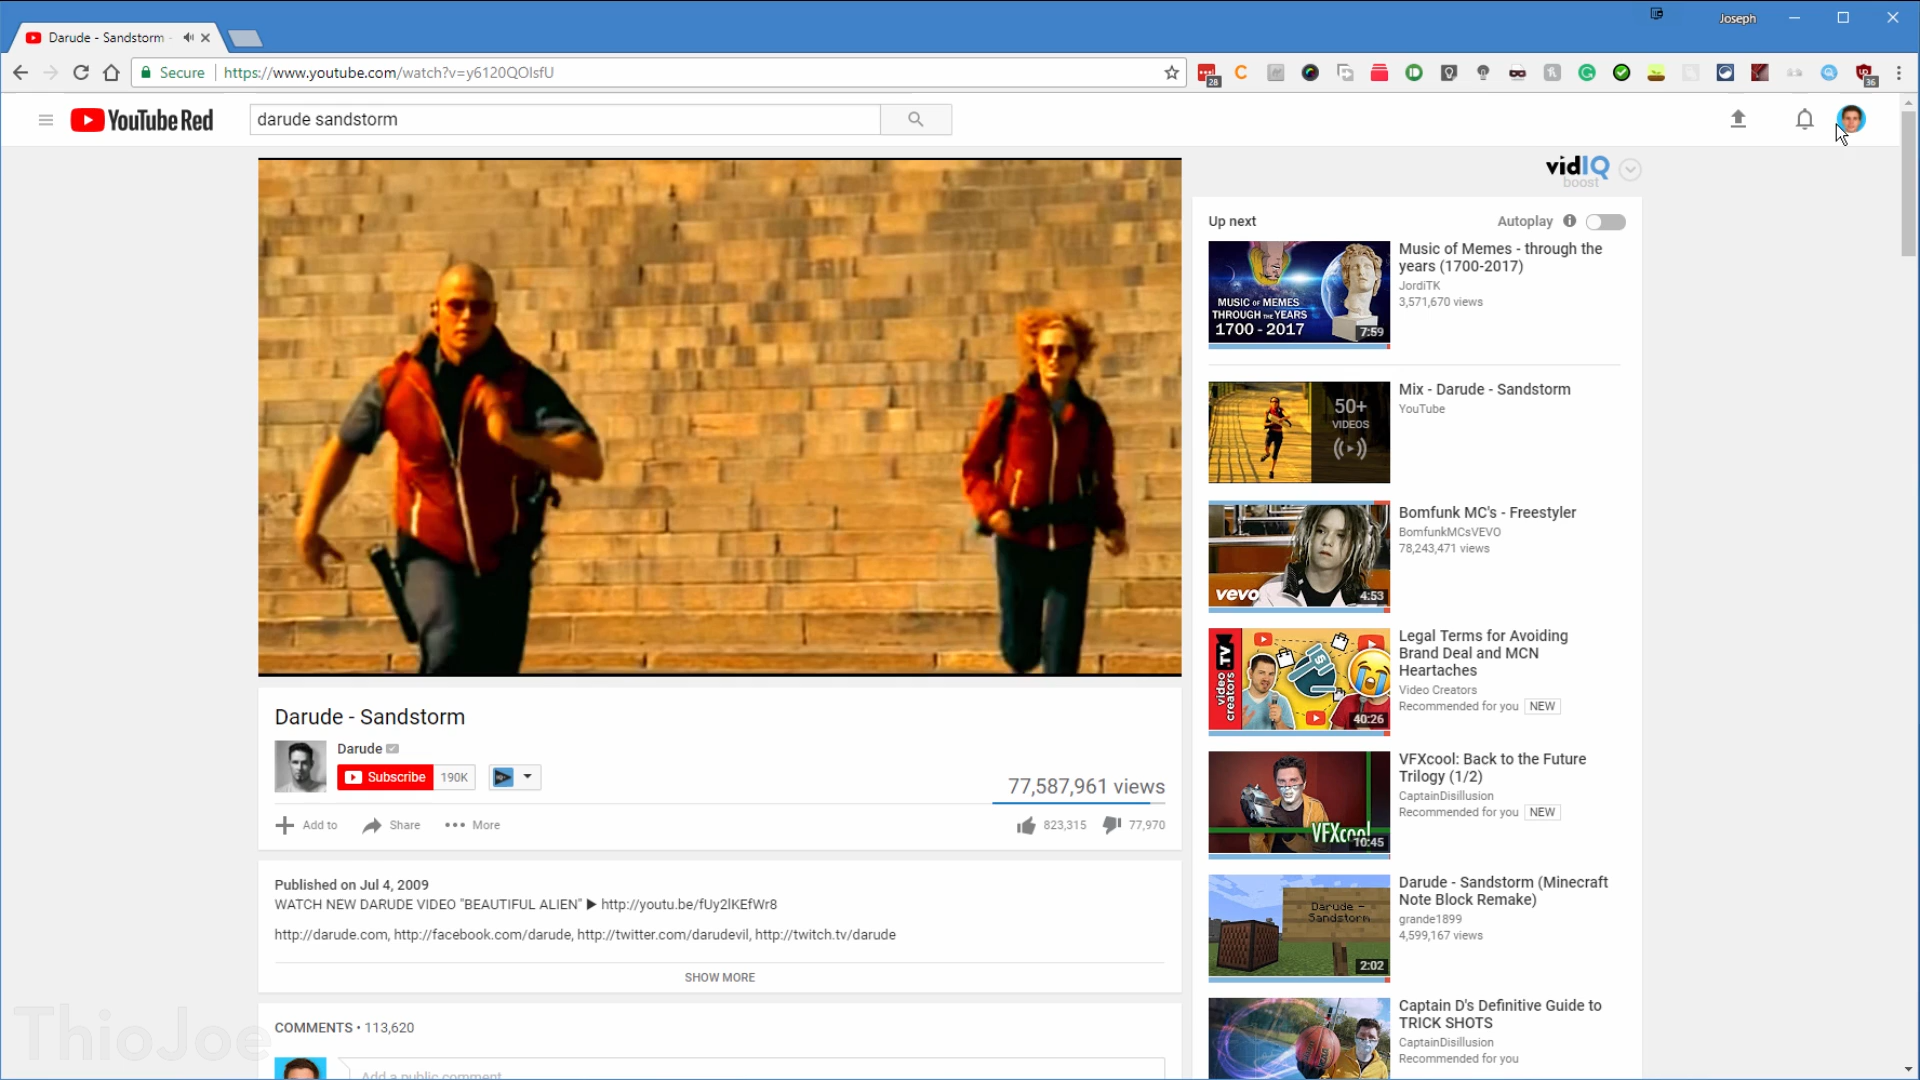 Joseph
Darude - Sandstorm -
Secure
https://www.youtube.com/watch?v=y6120QOlsfU
28
36
YouTube Red
darude sandstorm
vidIQ
boost
Up next
Autoplay
MUSIC OF MEMES
THROUGH THE YEARS
1700 - 2017
7:59
Music of Memes - through the
years (1700-2017)
JordiTK
3,571,670 views
50+
VIDEOS
Mix - Darude - Sandstorm
YouTube
vevo
4:53
Bomfunk MC's - Freestyler
BomfunkMCsVEVO
78,243,471 views
video creators.TV
40:26
Legal Terms for Avoiding
Brand Deal and MCN
Heartaches
Video Creators
Recommended for you NEW
VFXcool
10:45
VFXcool: Back to the Future
Trilogy (1/2)
CaptainDisillusion
Recommended for you NEW
Darude -
Sandstorm
2:02
Darude - Sandstorm (Minecraft
Note Block Remake)
grande1899
4,599,167 views
Captain D's Definitive Guide to
TRICK SHOTS
CaptainDisillusion
Recommended for you
Darude - Sandstorm
Darude
Subscribe 190K
77,587,961 views
Add to Share More
823,315 77,970
Published on Jul 4, 2009
WATCH NEW DARUDE VIDEO "BEAUTIFUL ALIEN" ► http://youtu.be/fUy2lKEfWr8
http://darude.com, http://facebook.com/darude, http://twitter.com/darudevil, http://twitch.tv/darude
SHOW MORE
COMMENTS • 113,620
Add a public comment
ThioJoe